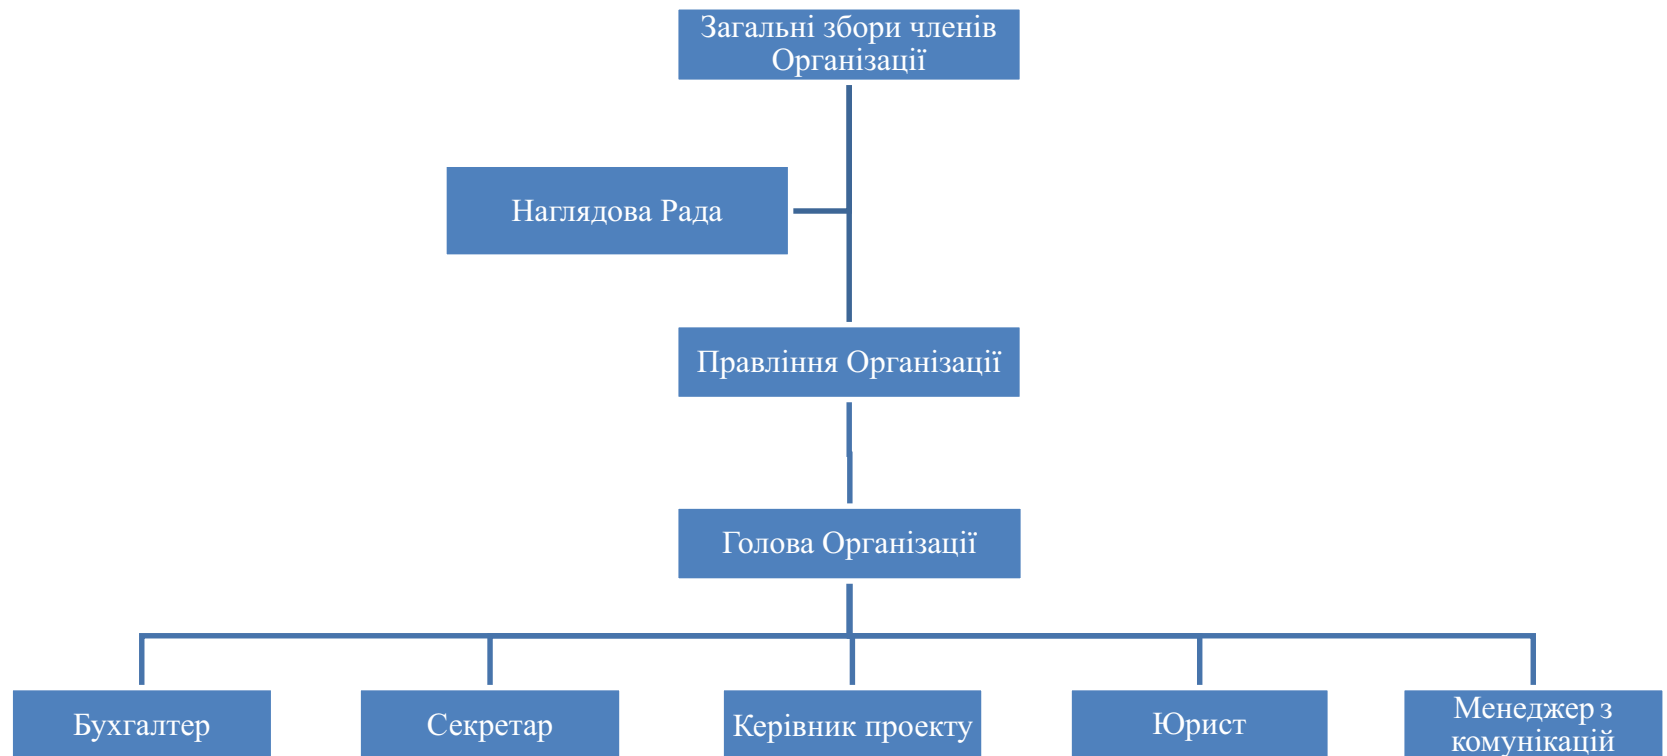 Загальні збори членів
Організації
Наглядова Рада
Правління Організації
Голова Організації
Бухгалтер
Секретар
Керівник проекту
Юрист
Менеджер з
комунікацій